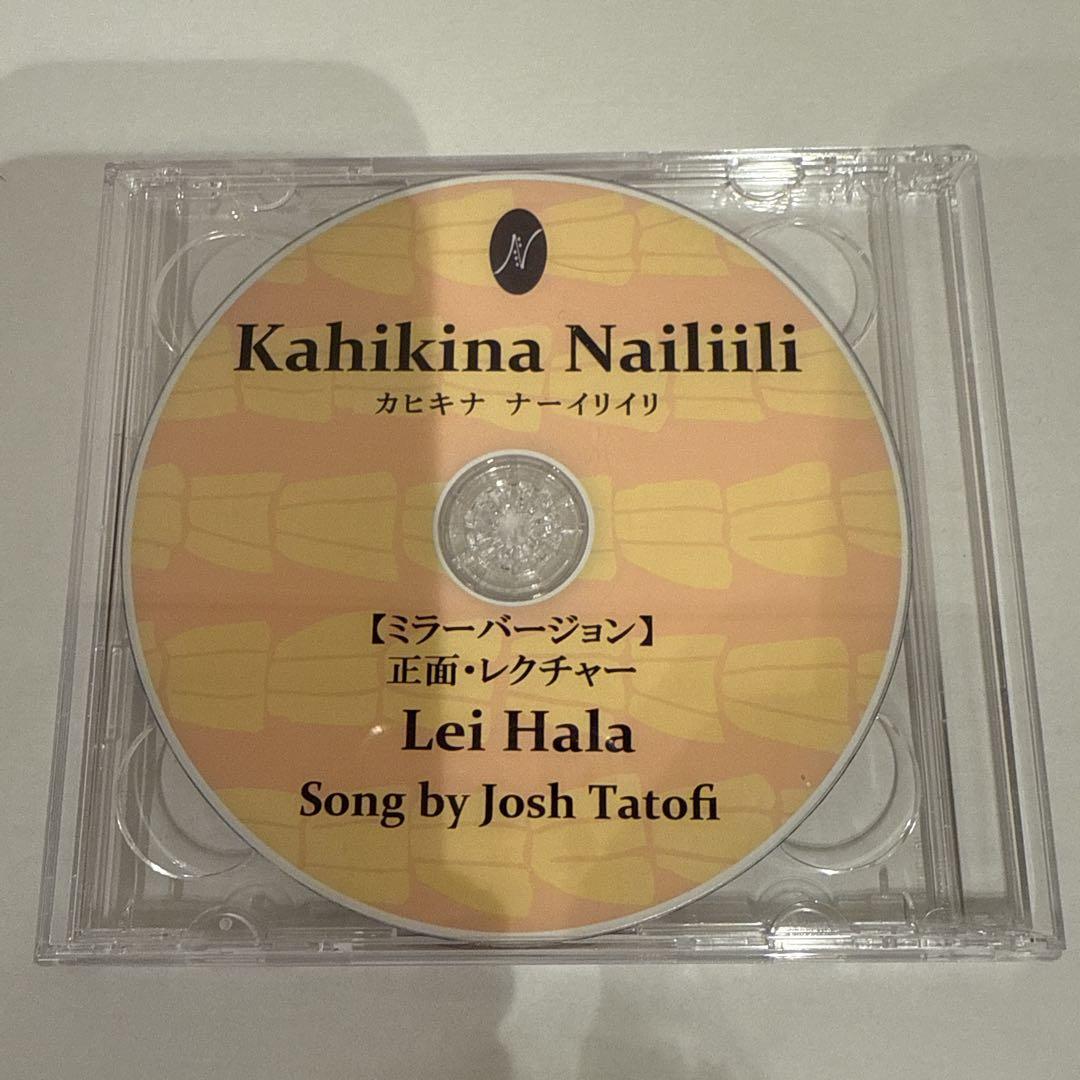 N
Kahikina Nailiili
カヒキナ ナーイリイリ
【ミラーバージョン】
正面・レクチャー
Lei Hala
Song by Josh Tatofi